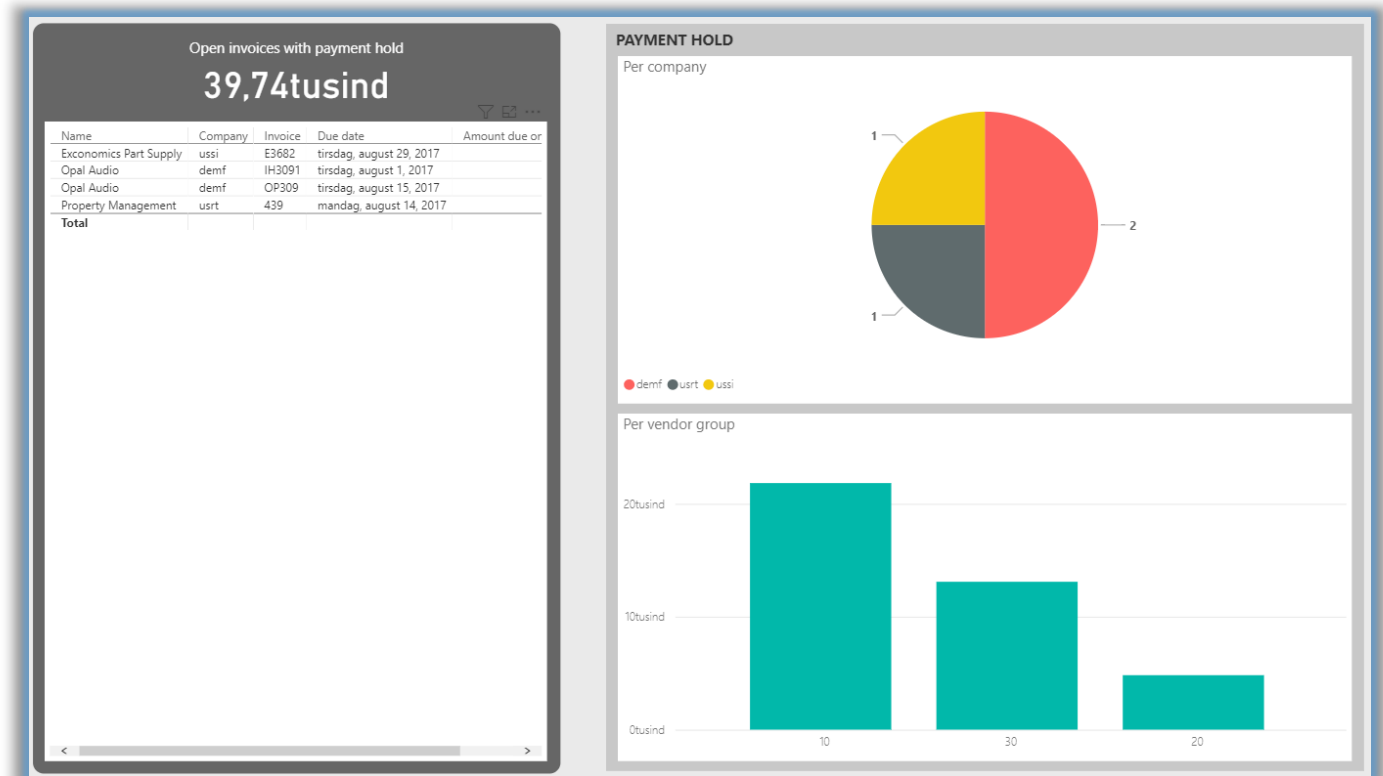 Open invoices with payment hold
39,74tusind
Name Company Invoice Due date Amount due or
Exconomics Part Supply ussi E3682 tirsdag, august 29, 2017
Opal Audio demf IH3091 tirsdag, august 1, 2017
Opal Audio demf OP309 tirsdag, august 15, 2017
Property Management usrt 439 mandag, august 14, 2017
Total
PAYMENT HOLD
Per company
1
2
1
demf usrt ussi
Per vendor group
20tusind
10tusind
0tusind
10 30 20